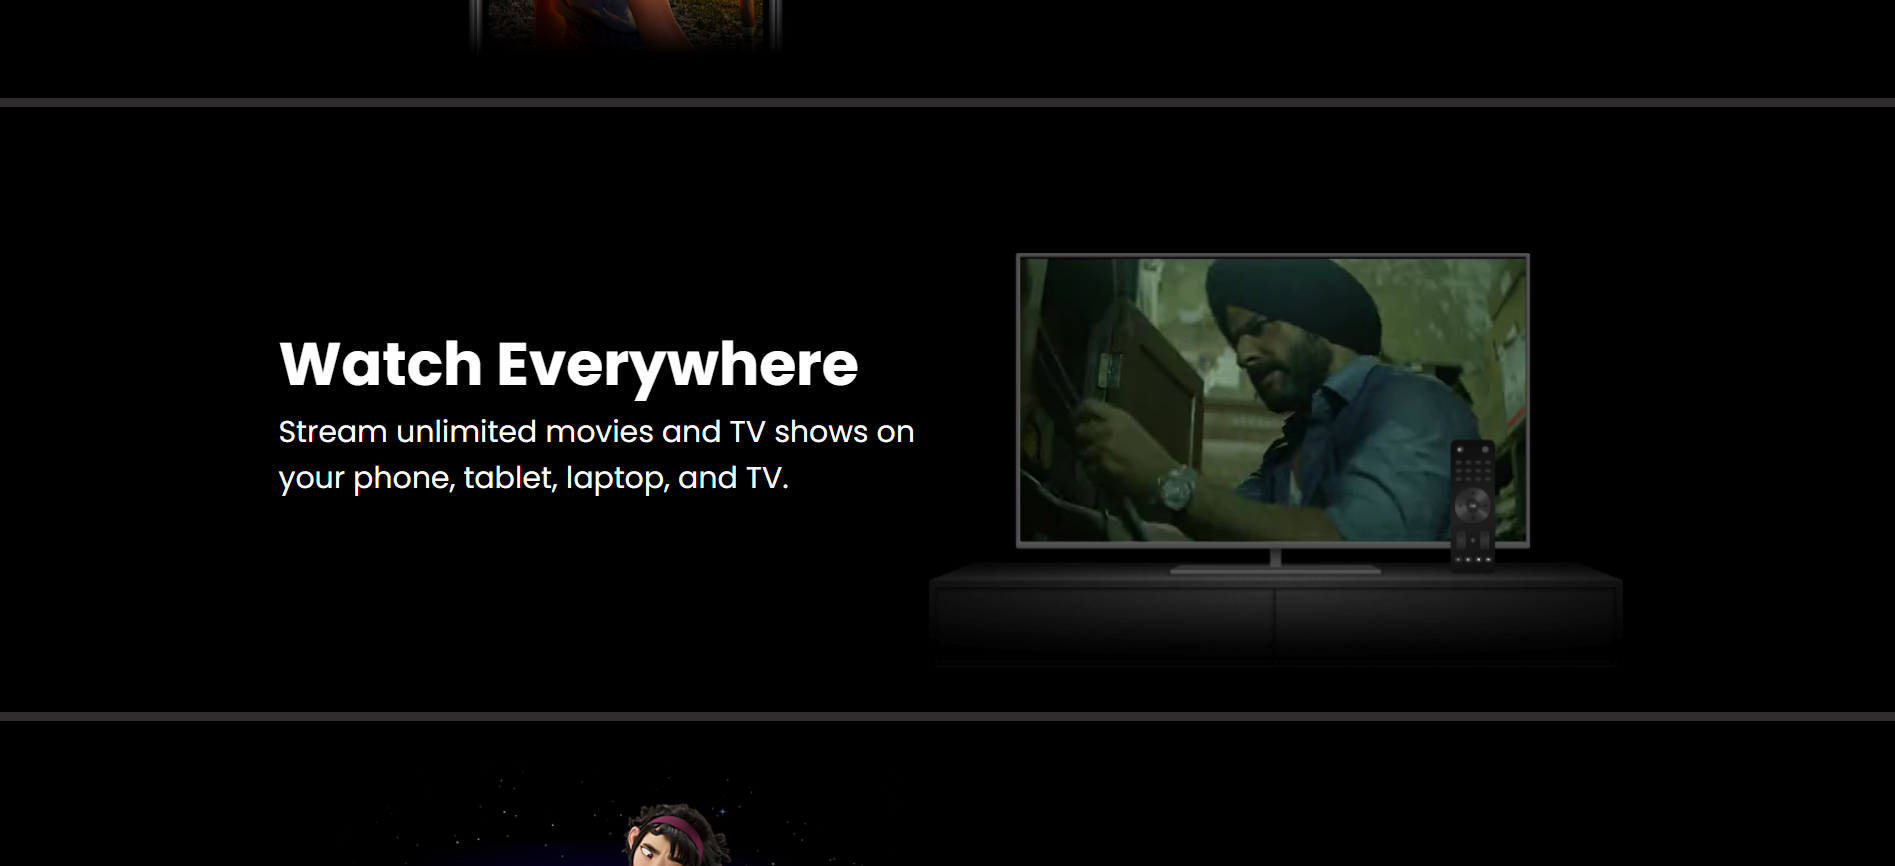 Watch Everywhere
Stream unlimited movies and TV shows on
your phone, tablet, laptop, and TV.